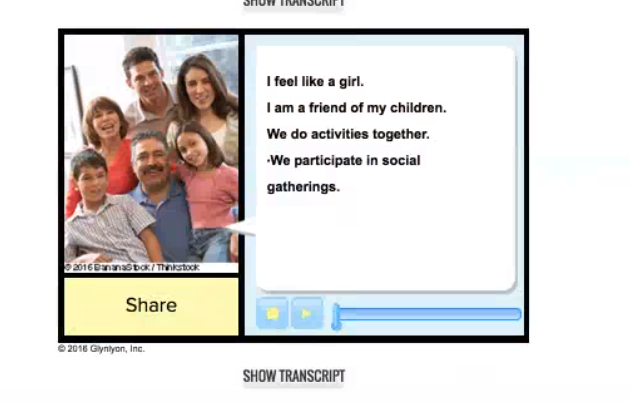 SHOW TRANSCRIPT
I feel like a girl.
I am a friend of my children.
We do activities together.
·We participate in social
gatherings.
© 2016 BananaStock / Thinkstock
Share
© 2016 Glynlyon, Inc.
SHOW TRANSCRIPT